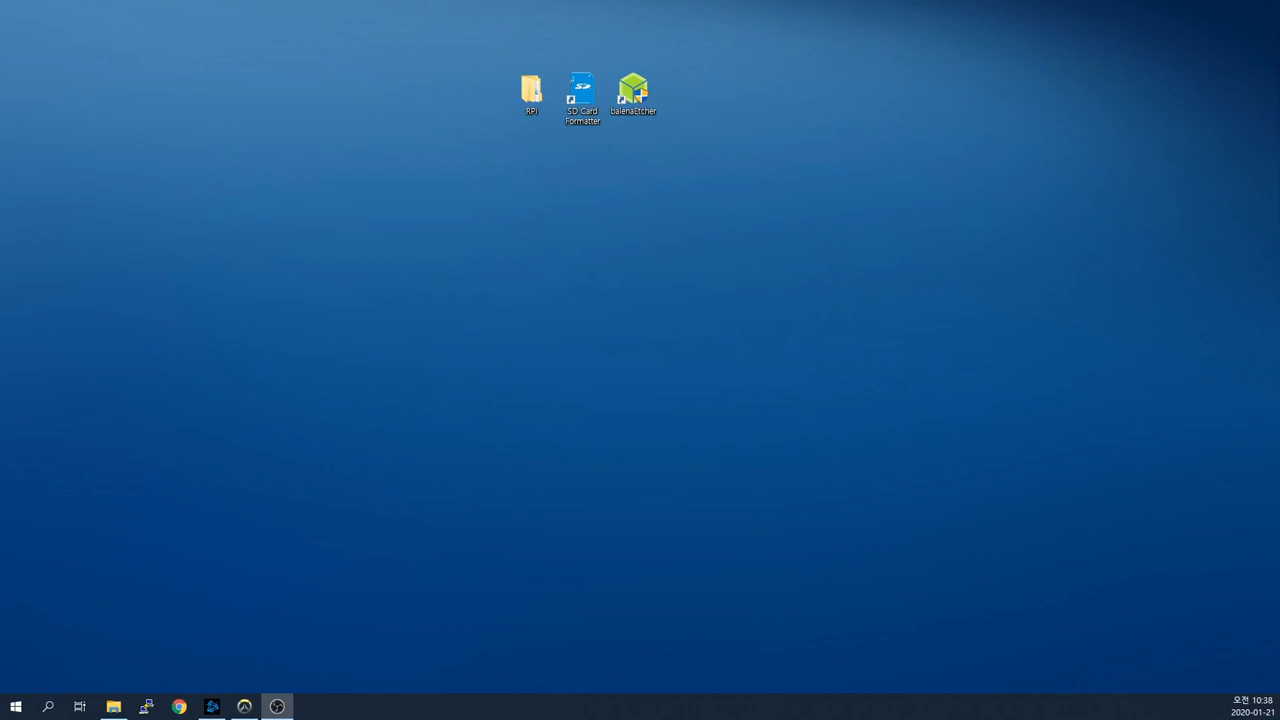 RPi
SD Card
Formatter
balenaEtcher
오전 10:38
2020-01-21